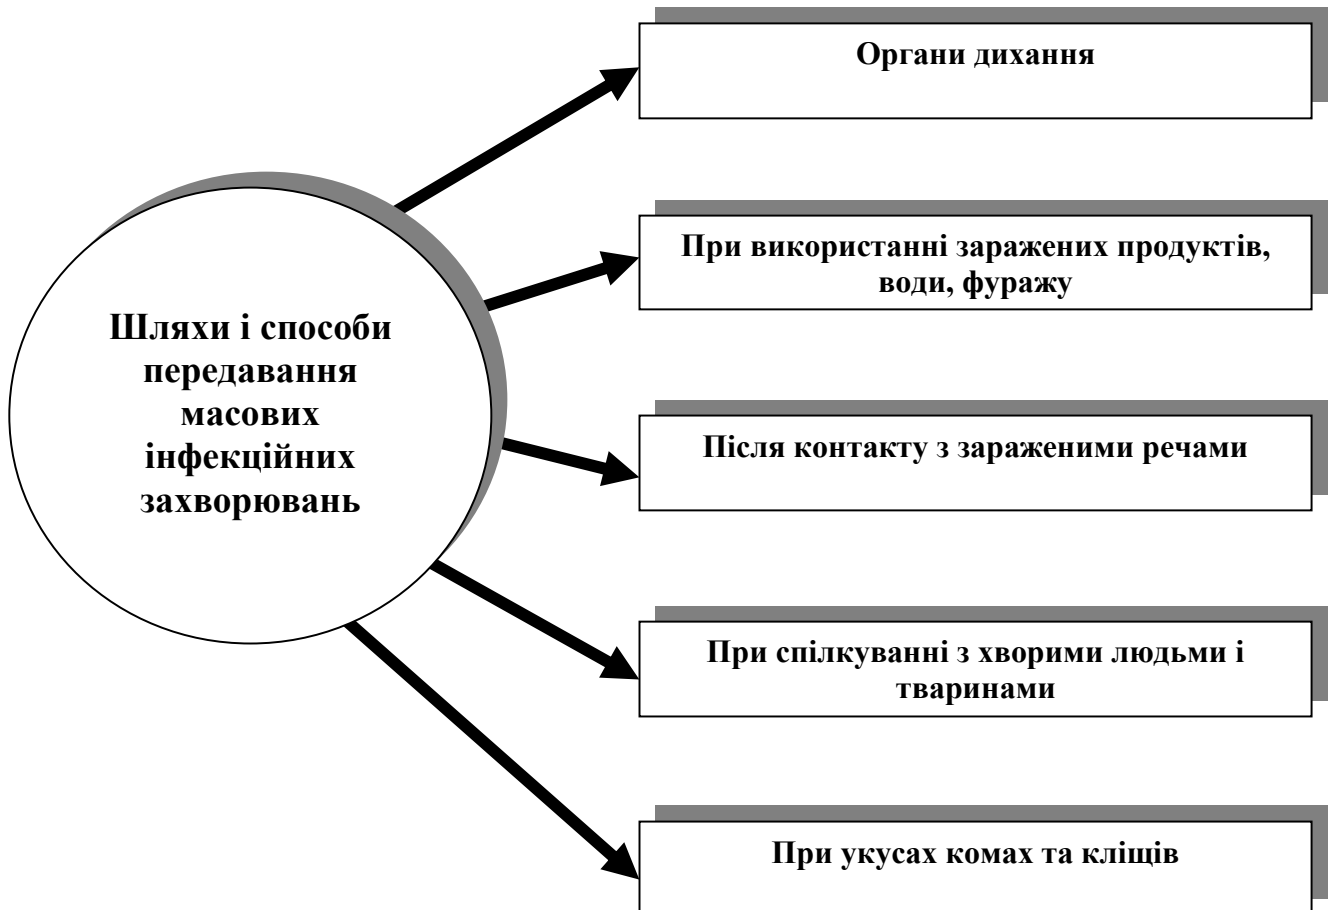 Органи дихання
При використанні заражених продуктів,
води, фуражу
Шляхи і способи
передавання
масових
інфекційних
захворювань
Після контакту з зараженими речами
При спілкуванні з хворими людьми і
тваринами
При укусах комах та кліщів